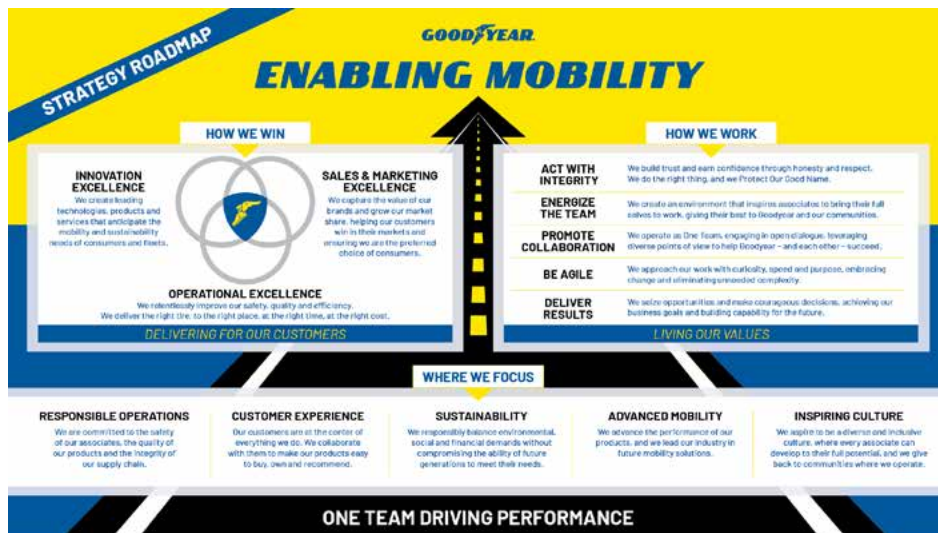 STRATEGY ROADMAP
GOODYEAR
ENABLING MOBILITY
HOW WE WIN
INNOVATION
EXCELLENCE
We create leading
technologies, products and
services that anticipate the
mobility and sustainability
needs of consumers and fleets.
SALES & MARKETING
EXCELLENCE
We capture the value of our
brands and grow our market
share, helping our customers
win in their markets and
ensuring we are the preferred
choice of consumers.
OPERATIONAL EXCELLENCE
We relentlessly improve our safety, quality and efficiency.
We deliver the right tire, to the right place, at the right time, at the right cost.
DELIVERING FOR OUR CUSTOMERS
HOW WE WORK
ACT WITH
INTEGRITY
We build trust and earn confidence through honesty and respect.
We do the right thing, and we Protect Our Good Name.
ENERGIZE
THE TEAM
We create an environment that inspires associates to bring their full
selves to work, giving their best to Goodyear and our communities.
PROMOTE
COLLABORATION
We operate as One Team, engaging in open dialogue, leveraging
diverse points of view to help Goodyear – and each other – succeed.
BE AGILE
We approach our work with curiosity, speed and purpose, embracing
change and eliminating unneeded complexity.
DELIVER
RESULTS
We seize opportunities and make courageous decisions, achieving our
business goals and building capability for the future.
LIVING OUR VALUES
WHERE WE FOCUS
RESPONSIBLE OPERATIONS
We are committed to the safety
of our associates, the quality of
our products and the integrity of
our supply chain.
CUSTOMER EXPERIENCE
Our customers are at the center of
everything we do. We collaborate
with them to make our products easy
to buy, own and recommend.
SUSTAINABILITY
We responsibly balance environmental,
social and financial demands without
compromising the ability of future
generations to meet their needs.
ADVANCED MOBILITY
We advance the performance of our
products, and we lead our industry in
future mobility solutions.
INSPIRING CULTURE
We aspire to be a diverse and inclusive
culture, where every associate can
develop to their full potential, and we give
back to communities where we operate.
ONE TEAM DRIVING PERFORMANCE